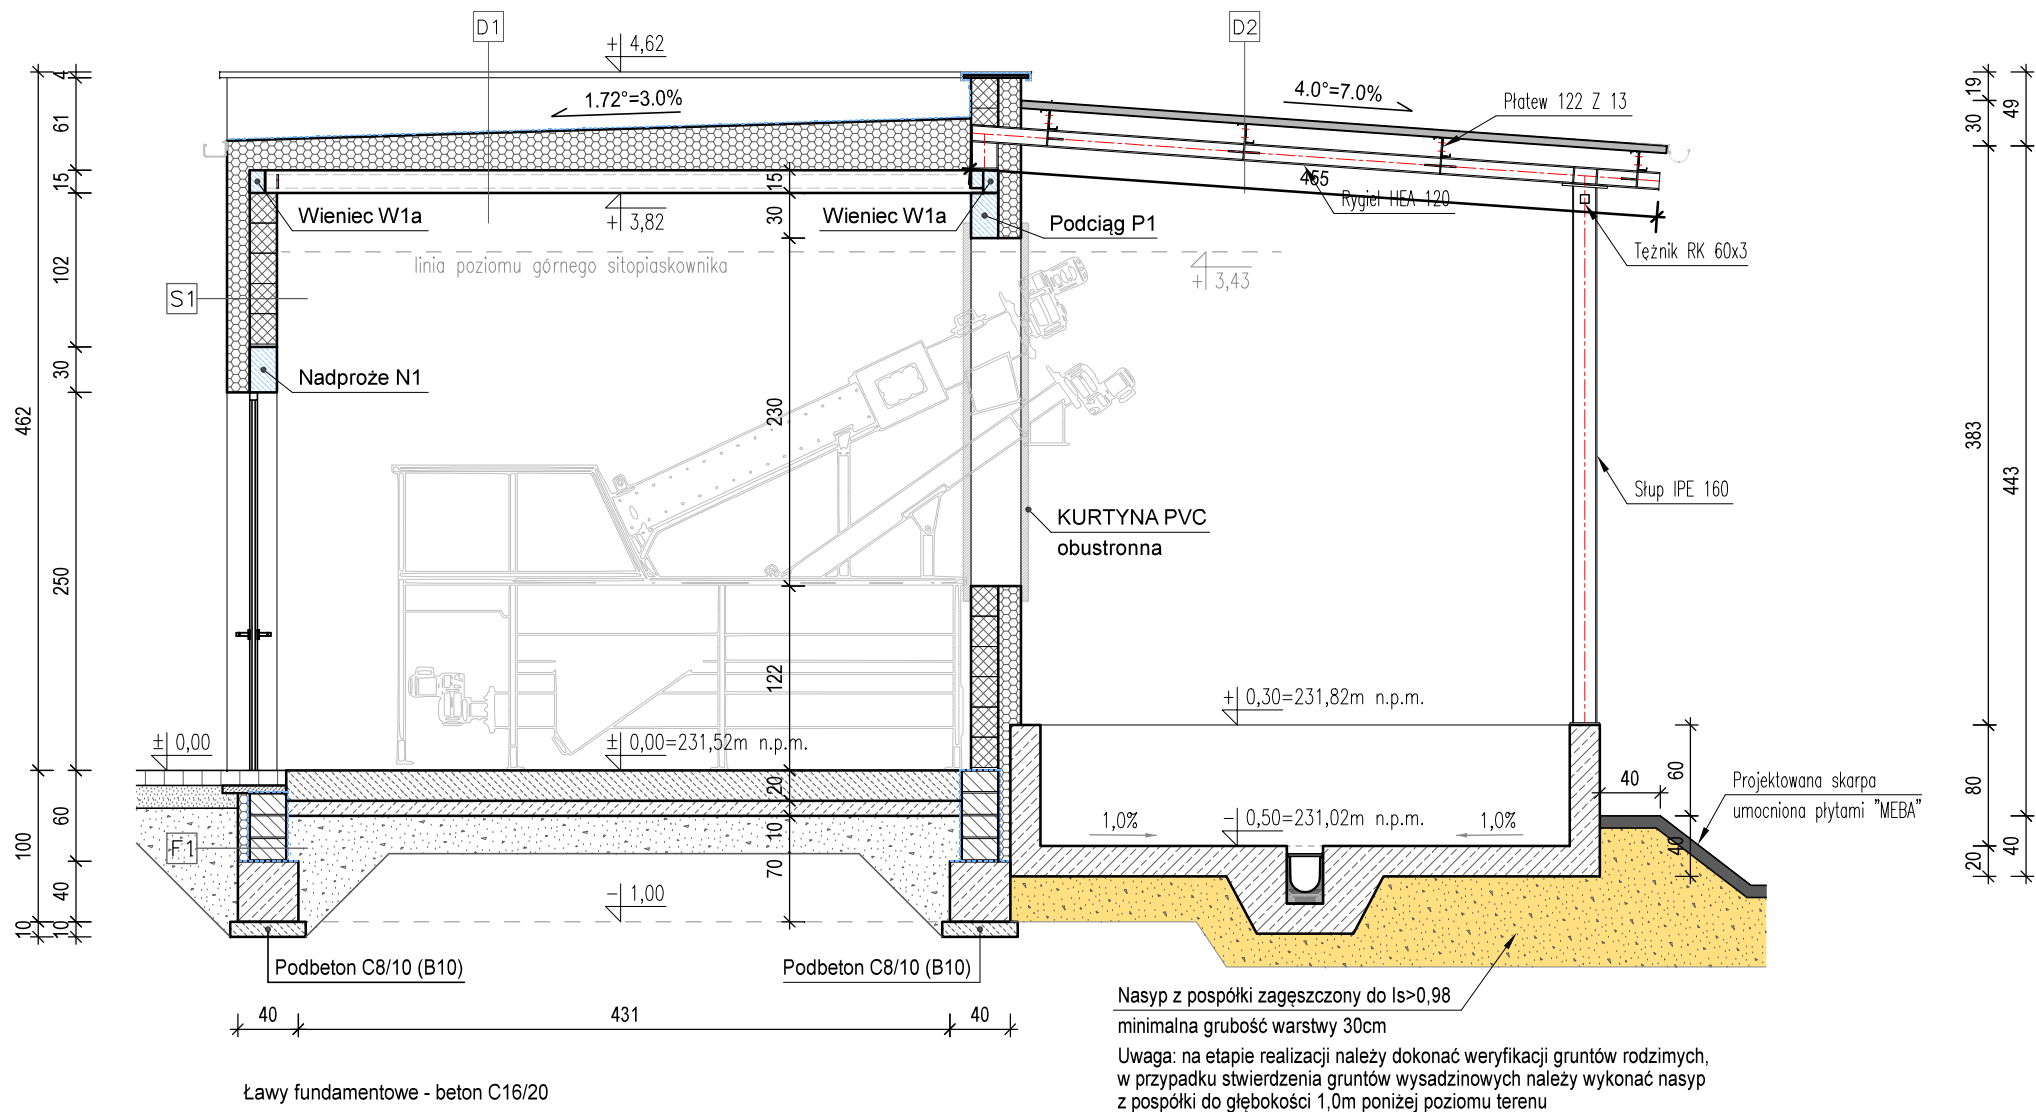 D1
D2
+ 4,62
1.72°=3.0%
4.0°=7.0%
Płatew 122 Z 13
4
61
15
102
30
250
60
40
10
462
100
10
15
30
230
122
20
10
70
19
30
383
80
20
49
443
40
Wieniec W1a
+ 3,82
Wieniec W1a
Podciąg P1
455
Rygiel HEA 120
Tężnik RK 60x3
linia poziomu górnego sitopiaskownika
+ 3,43
S1
Nadproże N1
Słup IPE 160
KURTYNA PVC
obustronna
+ 0,30=231,82m n.p.m.
± 0,00
± 0,00=231,52m n.p.m.
40
60
40
Projektowana skarpa
umocniona płytami "MEBA"
1,0%
− 0,50=231,02m n.p.m.
1,0%
F1
− 1,00
Podbeton C8/10 (B10)
Podbeton C8/10 (B10)
40
431
40
Nasyp z pospółki zagęszczony do Is>0,98
minimalna grubość warstwy 30cm
Uwaga: na etapie realizacji należy dokonać weryfikacji gruntów rodzimych,
w przypadku stwierdzenia gruntów wysadzinowych należy wykonać nasyp
z pospółki do głębokości 1,0m poniżej poziomu terenu
Ławy fundamentowe - beton C16/20